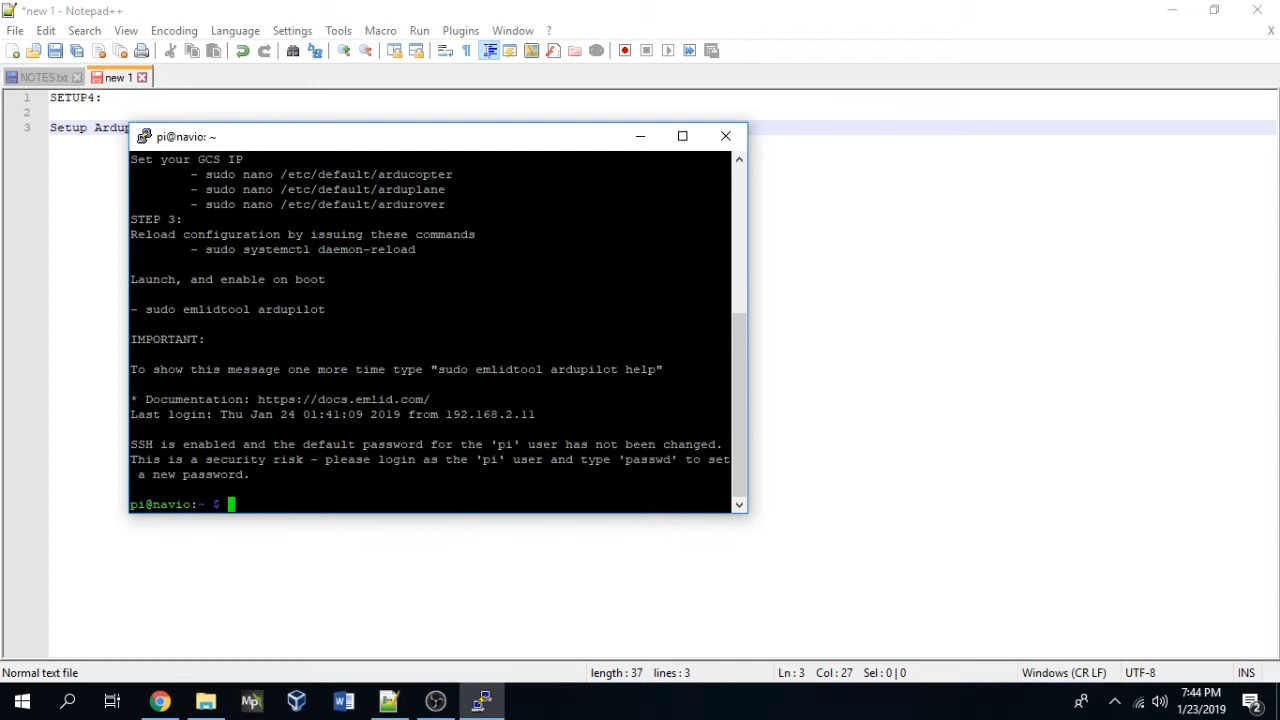 *new 1 - Notepad++
File Edit Search View Encoding Language Settings Tools Macro Run Plugins Window ? X
NOTES.txt new 1
1 SETUP4:
2
3 Setup Ardup
pi@navio: ~
Set your GCS IP
- sudo nano /etc/default/arducopter
- sudo nano /etc/default/arduplane
- sudo nano /etc/default/ardurover
STEP 3:
Reload configuration by issuing these commands
- sudo systemctl daemon-reload
Launch, and enable on boot
- sudo emlidtool ardupilot
IMPORTANT:
To show this message one more time type "sudo emlidtool ardupilot help"
* Documentation: https://docs.emlid.com/
Last login: Thu Jan 24 01:41:09 2019 from 192.168.2.11
SSH is enabled and the default password for the 'pi' user has not been changed.
This is a security risk - please login as the 'pi' user and type 'passwd' to set
a new password.
pi@navio:~ $
Normal text file length : 37 lines : 3 Ln : 3 Col : 27 Sel : 0 | 0 Windows (CR LF) UTF-8 INS
Mp W 7:44 PM
1/23/2019 2